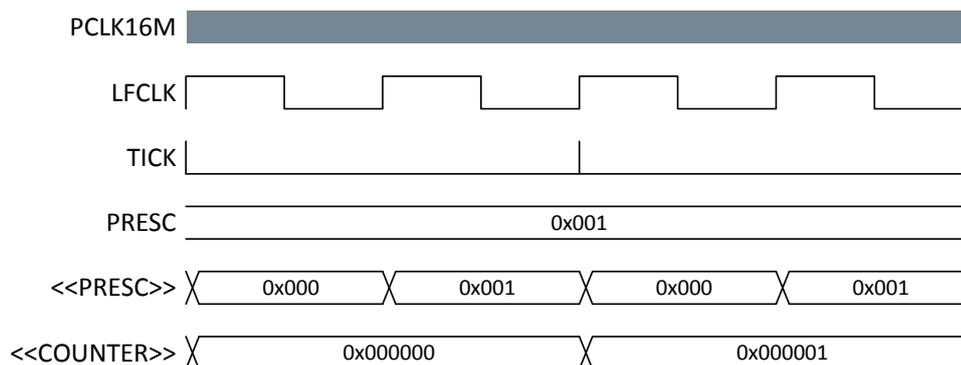 PCLK16M
LFCLK
TICK
PRESC 0x001
<<PRESC>> 0x000 0x001 0x000 0x001
<<COUNTER>> 0x000000 0x000001